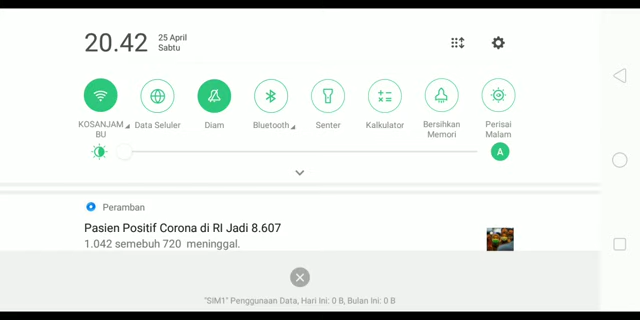 20.42
25 April
Sabtu
KOSANJAM
BU
Data Seluler
Diam
Bluetooth
Senter
Kalkulator
Bersihkan
Memori
Perisai
Malam
A
Peramban
Pasien Positif Corona di RI Jadi 8.607
1.042 semebuh 720 meninggal.
"SIM1" Penggunaan Data, Hari Ini: 0 B, Bulan Ini: 0 B